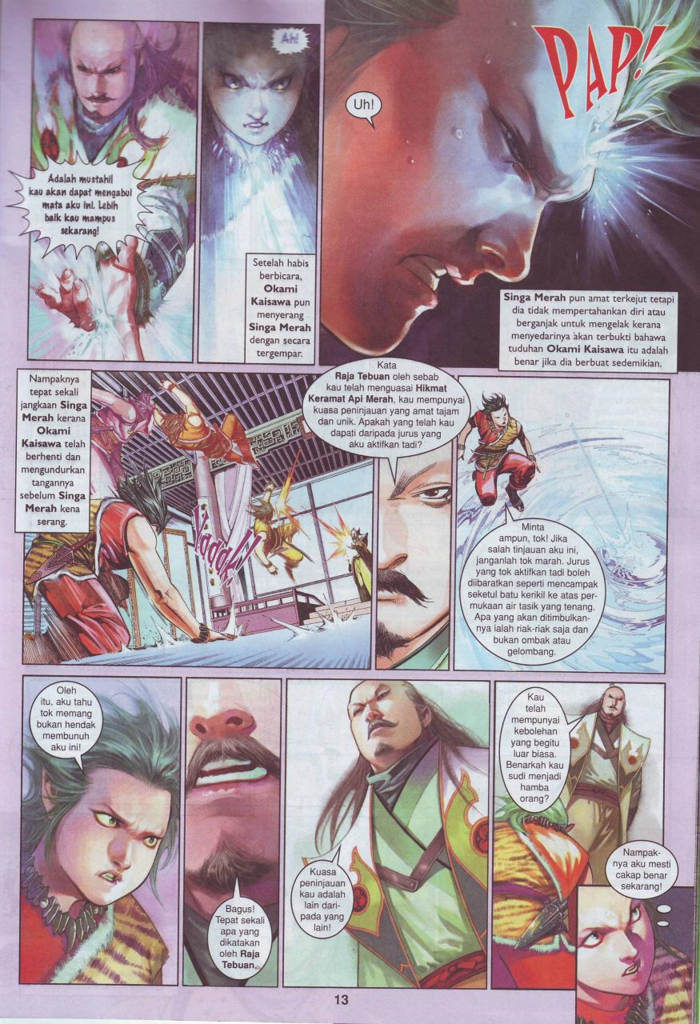 Adalah mustahil
kau akan dapat mengabui
mata aku ini. Lebih
baik kau mampus
sekarang!
Ah!
Setelah habis
berbicara,
Okami
Kaisawa pun
menyerang
Singa Merah
dengan secara
tergempar.
Uh!
PAP!
Singa Merah pun amat terkejut tetapi
dia tidak mempertahankan diri atau
berganjak untuk mengelak kerana
menyedarinya akan terbukti bahawa
tuduhan Okami Kaisawa itu adalah
benar jika dia berbuat sedemikian.
Nampaknya
tepat sekali
jangkaan Singa
Merah kerana
Okami
Kaisawa telah
berhenti dan
mengundurkan
tangannya
sebelum Singa
Merah kena
serang.
Kata
Raja Tebuan oleh sebab
kau telah menguasai Hikmat
Keramat Api Merah, kau mempunyai
kuasa peninjauan yang amat tajam
dan unik. Apakah yang telah kau
dapati daripada jurus yang
aku aktifkan tadi?
Minta
ampun, tok! Jika
salah tinjauan aku ini,
janganlah tok marah. Jurus
yang tok aktifkan tadi boleh
diibaratkan seperti mencampak
seketul batu kerikil ke atas per-
mukaan air tasik yang tenang.
Apa yang akan ditimbulkan-
nya ialah riak-riak saja dan
bukan ombak atau
gelombang.
Oleh
itu, aku tahu
tok memang
bukan hendak
membunuh
aku ini!
Bagus!
Tepat sekali
apa yang
dikatakan
oleh Raja
Tebuan.
Kuasa
peninjauan
kau adalah
lain dari-
pada yang
lain!
Kau
telah
mempunyai
kebolehan
yang begitu
luar biasa.
Benarkah kau
sudi menjadi
hamba
orang?
Nampak-
nya aku mesti
cakap benar
sekarang!
13